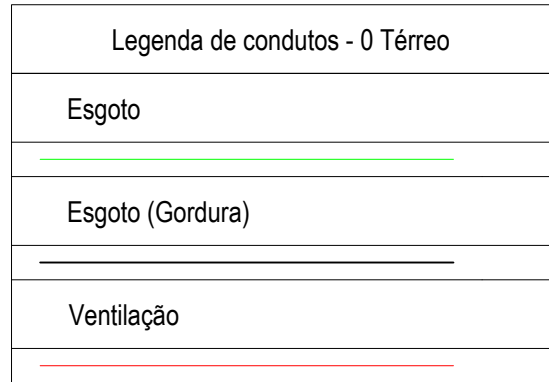 Legenda de condutos - 0 Térreo
Esgoto
Esgoto (Gordura)
Ventilação